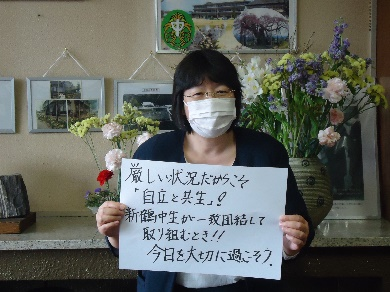 厳しい状況だからこそ
「自立と共生」!
新鶴中生が一致団結して
取り組むとき!!
今日を大切に過ごそう。